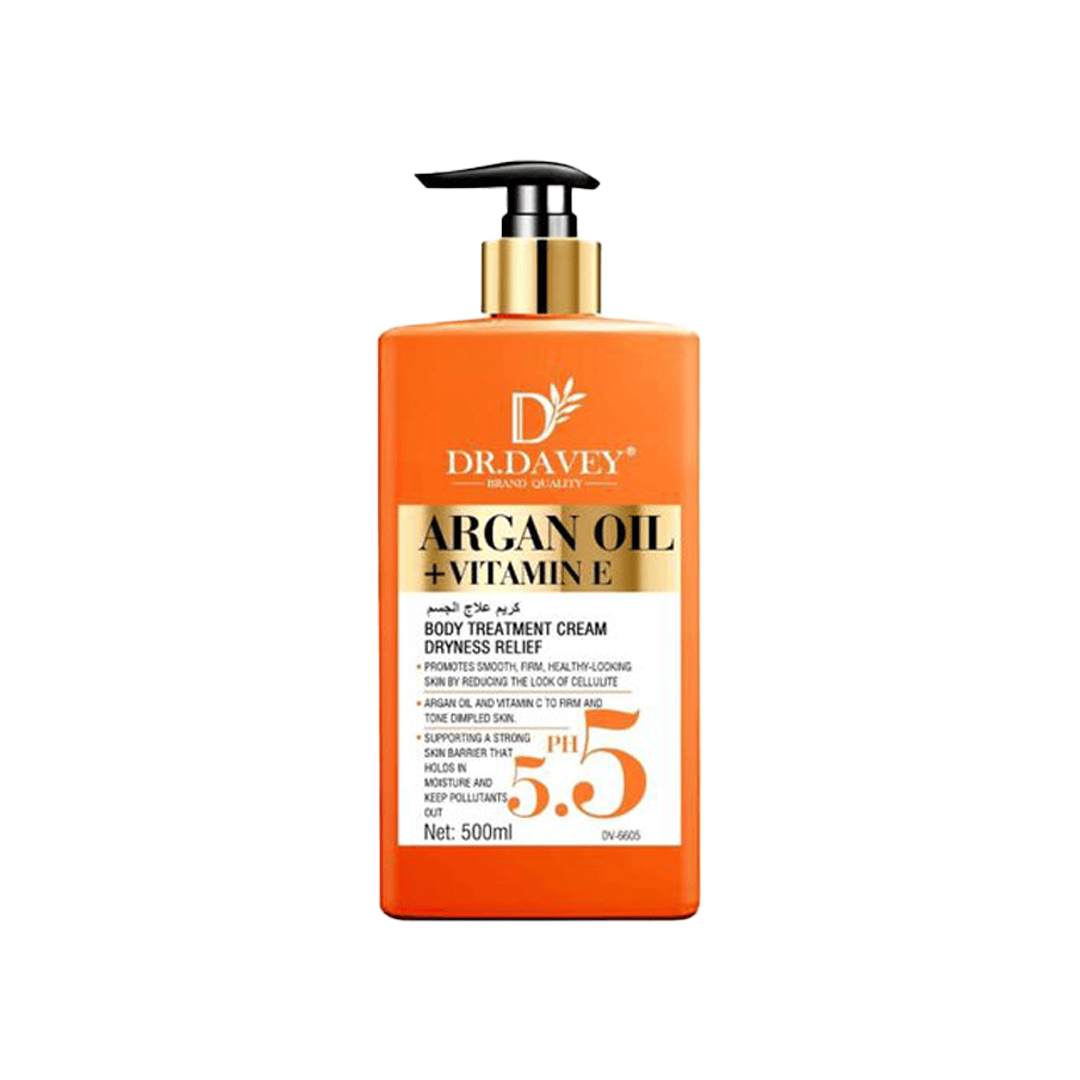 D
DR.DAVEY®
BRAND QUALITY
ARGAN OIL
+VITAMIN E
كريم علاج الجسم
BODY TREATMENT CREAM
DRYNESS RELIEF
• PROMOTES SMOOTH, FIRM, HEALTHY-LOOKING
SKIN BY REDUCING THE LOOK OF CELLULITE
• ARGAN OIL AND VITAMIN C TO FIRM AND
TONE DIMPLED SKIN.
• SUPPORTING A STRONG
SKIN BARRIER THAT
HOLDS IN
MOISTURE AND
KEEP POLLUTANTS
OUT
PH
5.5
Net: 500ml
DV-6605